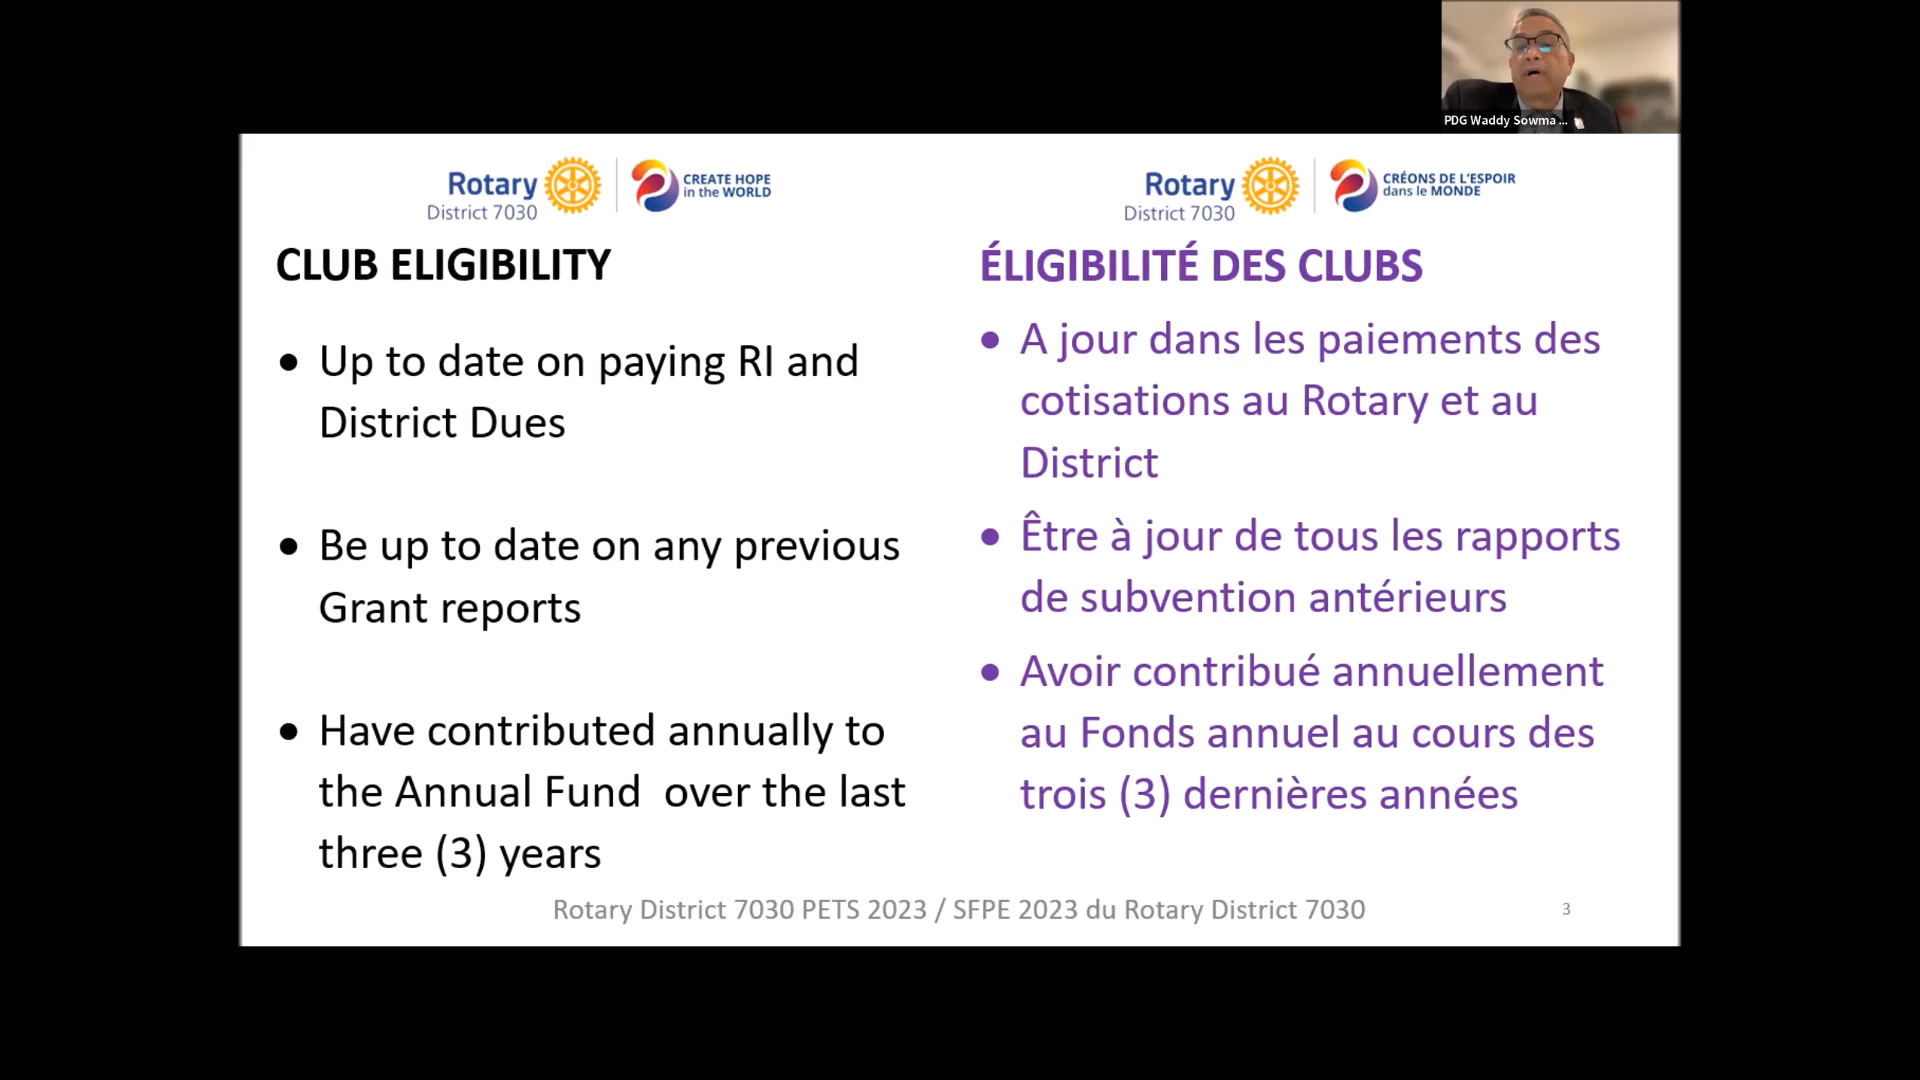 PDG Waddy Sowma ...
Rotary
District 7030
CREATE HOPE
in the WORLD
CLUB ELIGIBILITY
• Up to date on paying RI and
District Dues
• Be up to date on any previous
Grant reports
• Have contributed annually to
the Annual Fund  over the last
three (3) years
Rotary
District 7030
CRÉONS DE L'ESPOIR
dans le MONDE
ÉLIGIBILITÉ DES CLUBS
• A jour dans les paiements des
cotisations au Rotary et au
District
• Être à jour de tous les rapports
de subvention antérieurs
• Avoir contribué annuellement
au Fonds annuel au cours des
trois (3) dernières années
Rotary District 7030 PETS 2023 / SFPE 2023 du Rotary District 7030
3